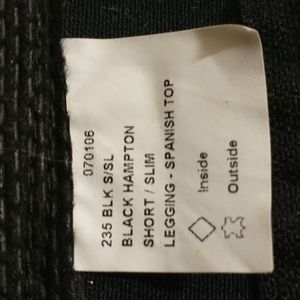 070106
235 BLK S/SL
BLACK HAMPTON
SHORT / SLIM
LEGGING - SPANISH TOP
Inside
Outside